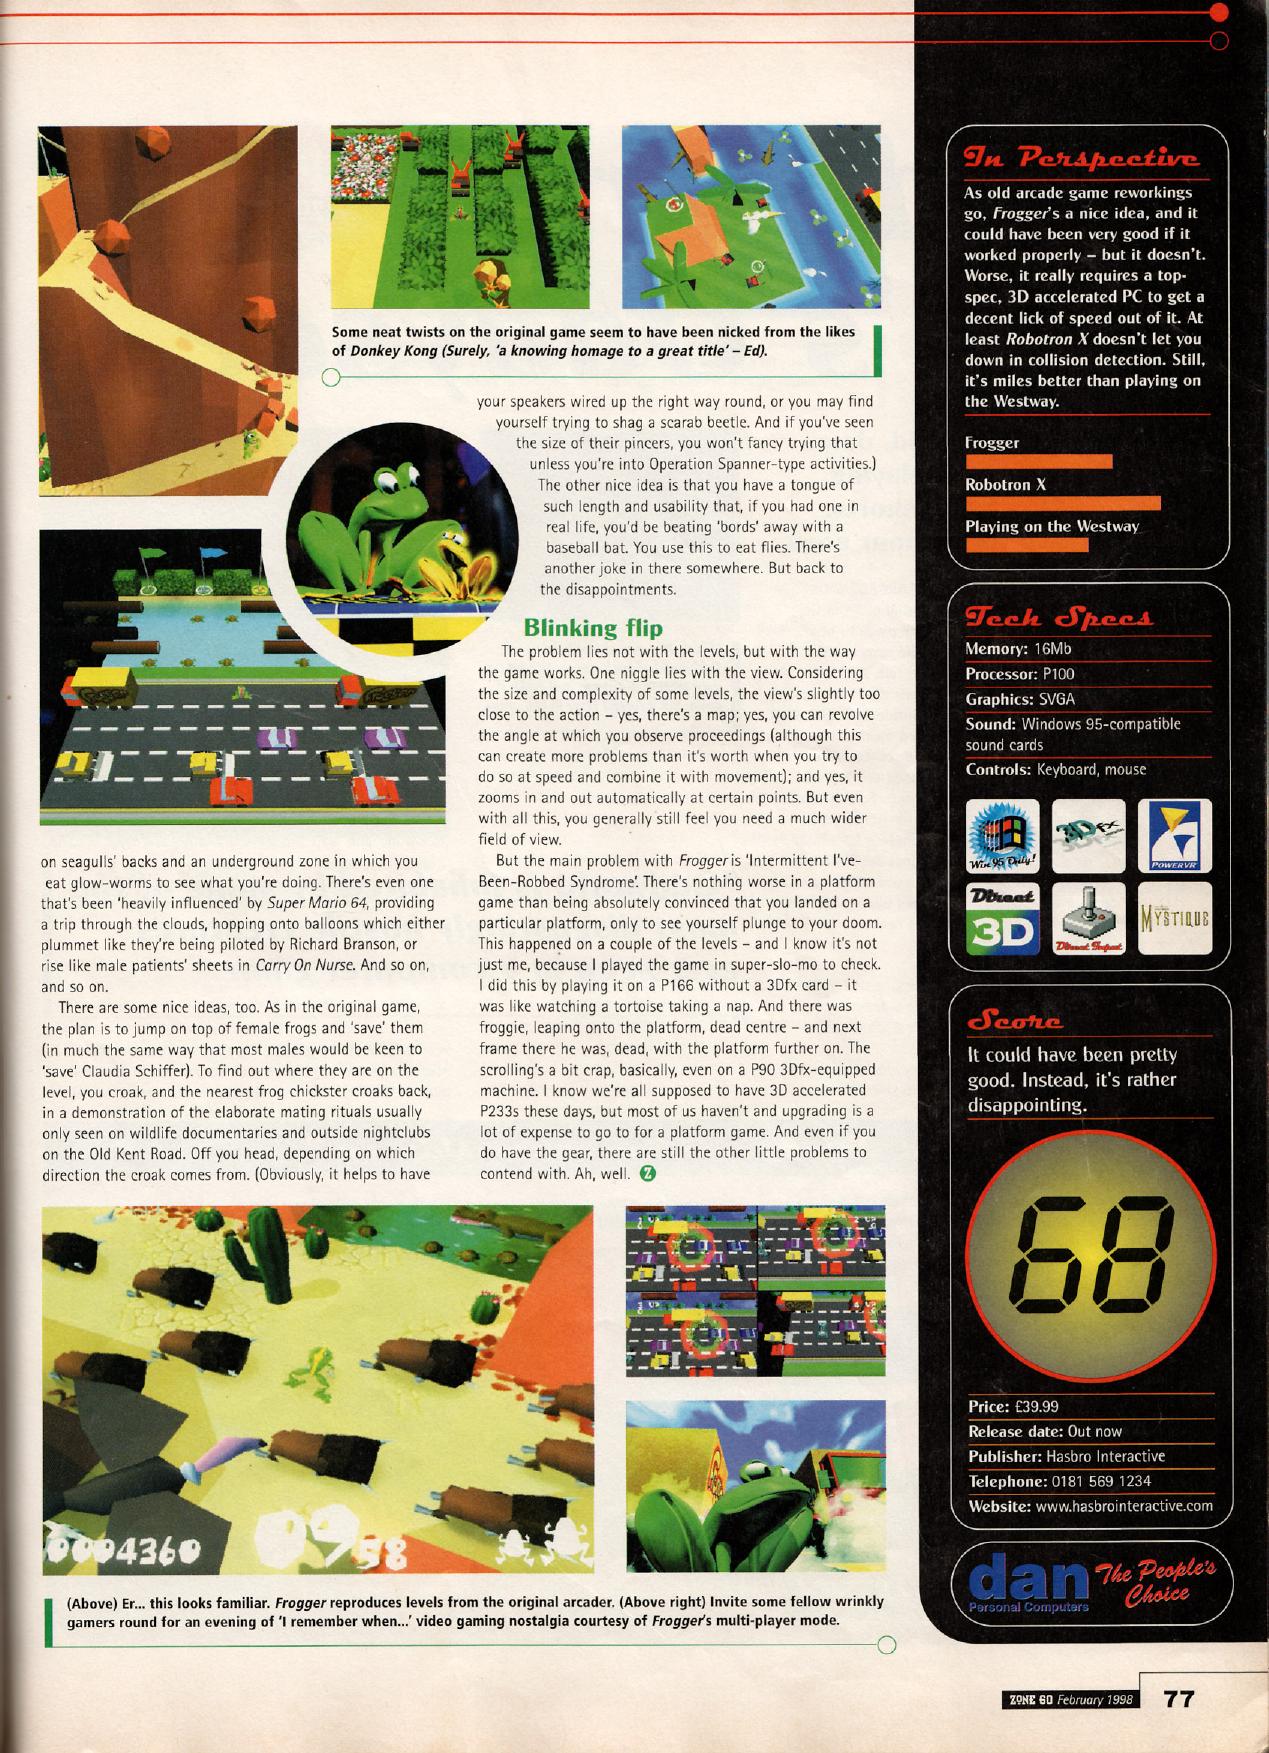 Some neat twists on the original game seem to have been nicked from the likes
of Donkey Kong (Surely, 'a knowing homage to a great title' – Ed).
on seagulls' backs and an underground zone in which you
eat glow-worms to see what you're doing. There's even one
that's been 'heavily influenced' by Super Mario 64, providing
a trip through the clouds, hopping onto balloons which either
plummet like they're being piloted by Richard Branson, or
rise like male patients' sheets in Carry On Nurse. And so on,
and so on.
There are some nice ideas, too. As in the original game,
the plan is to jump on top of female frogs and 'save' them
(in much the same way that most males would be keen to
'save' Claudia Schiffer). To find out where they are on the
level, you croak, and the nearest frog chickster croaks back,
in a demonstration of the elaborate mating rituals usually
only seen on wildlife documentaries and outside nightclubs
on the Old Kent Road. Off you head, depending on which
direction the croak comes from. (Obviously, it helps to have
your speakers wired up the right way round, or you may find
yourself trying to shag a scarab beetle. And if you've seen
the size of their pincers, you won't fancy trying that
unless you're into Operation Spanner-type activities.)
The other nice idea is that you have a tongue of
such length and usability that, if you had one in
real life, you'd be beating 'bords' away with a
baseball bat. You use this to eat flies. There's
another joke in there somewhere. But back to
the disappointments.
Blinking flip
The problem lies not with the levels, but with the way
the game works. One niggle lies with the view. Considering
the size and complexity of some levels, the view's slightly too
close to the action – yes, there's a map; yes, you can revolve
the angle at which you observe proceedings (although this
can create more problems than it's worth when you try to
do so at speed and combine it with movement); and yes, it
zooms in and out automatically at certain points. But even
with all this, you generally still feel you need a much wider
field of view.
But the main problem with Frogger is 'Intermittent I've-
Been-Robbed Syndrome'. There's nothing worse in a platform
game than being absolutely convinced that you landed on a
particular platform, only to see yourself plunge to your doom.
This happened on a couple of the levels – and I know it's not
just me, because I played the game in super-slo-mo to check.
I did this by playing it on a P166 without a 3Dfx card – it
was like watching a tortoise taking a nap. And there was
froggie, leaping onto the platform, dead centre – and next
frame there he was, dead, with the platform further on. The
scrolling's a bit crap, basically, even on a P90 3Dfx-equipped
machine. I know we're all supposed to have 3D accelerated
P233s these days, but most of us haven't and upgrading is a
lot of expense to go to for a platform game. And even if you
do have the gear, there are still the other little problems to
contend with. Ah, well. Z
0004360 09 58
(Above) Er... this looks familiar. Frogger reproduces levels from the original arcader. (Above right) Invite some fellow wrinkly
gamers round for an evening of 'I remember when...' video gaming nostalgia courtesy of Frogger's multi-player mode.
In Perspective
As old arcade game reworkings
go, Frogger's a nice idea, and it
could have been very good if it
worked properly – but it doesn't.
Worse, it really requires a top-
spec, 3D accelerated PC to get a
decent lick of speed out of it. At
least Robotron X doesn't let you
down in collision detection. Still,
it's miles better than playing on
the Westway.
Frogger
Robotron X
Playing on the Westway
Tech Specs
Memory: 16Mb
Processor: P100
Graphics: SVGA
Sound: Windows 95-compatible
sound cards
Controls: Keyboard, mouse
Win 95 Only!
3Dfx
POWERVR
Direct
3D
Direct Input
MYSTIQUE
Score
It could have been pretty
good. Instead, it's rather
disappointing.
68
Price: £39.99
Release date: Out now
Publisher: Hasbro Interactive
Telephone: 0181 569 1234
Website: www.hasbrointeractive.com
dan
Personal Computers
The People's
Choice
ZONE 60 February 1998 77